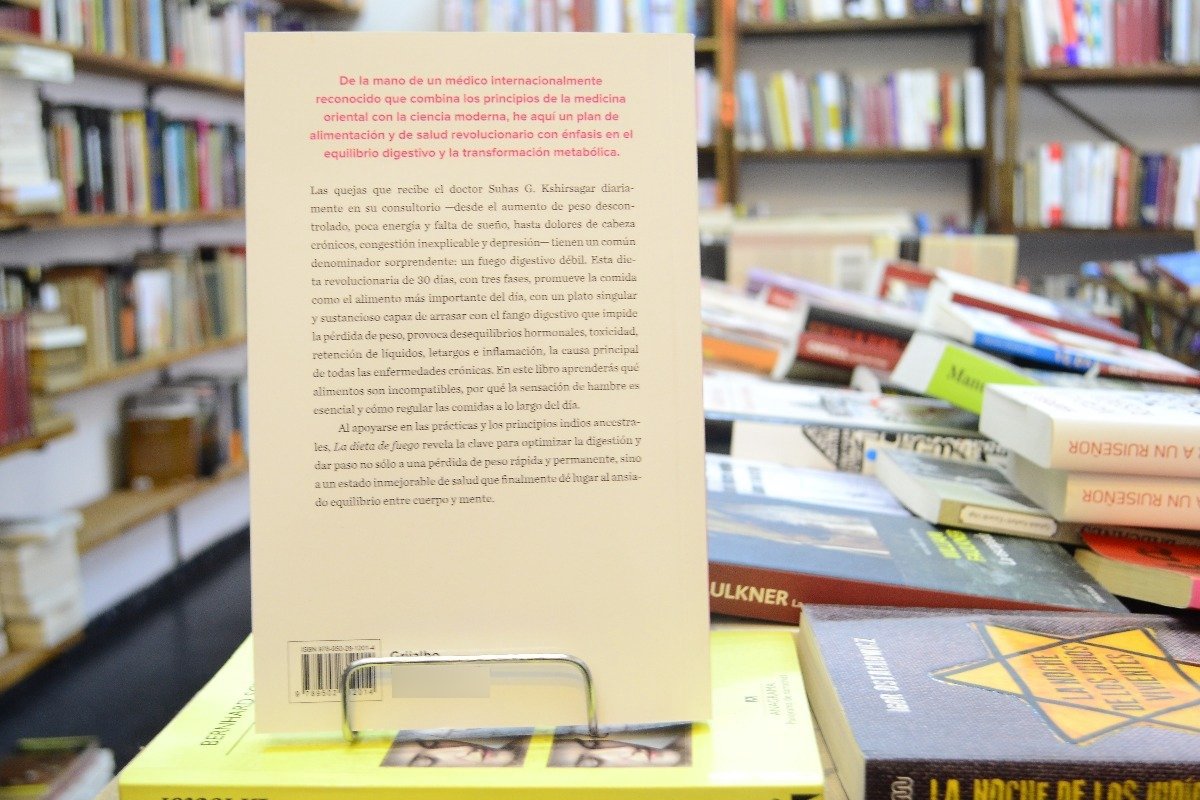 De la mano de un médico internacionalmente
reconocido que combina los principios de la medicina
oriental con la ciencia moderna, he aquí un plan de
alimentación y de salud revolucionario con énfasis en el
equilibrio digestivo y la transformación metabólica.
Las quejas que recibe el doctor Suhas G. Kshirsagar diaria-
mente en su consultorio —desde el aumento de peso descon-
trolado, poca energía y falta de sueño, hasta dolores de cabeza
crónicos, congestión inexplicable y depresión— tienen un común
denominador sorprendente: un fuego digestivo débil. Esta die-
ta revolucionaria de 30 días, con tres fases, promueve la comida
como el alimento más importante del día, con un plato singular
y sustancioso capaz de arrasar con el fango digestivo que impide
la pérdida de peso, provoca desequilibrios hormonales, toxicidad,
retención de líquidos, letargos e inflamación, la causa principal
de todas las enfermedades crónicas. En este libro aprenderás qué
alimentos son incompatibles, por qué la sensación de hambre es
esencial y cómo regular las comidas a lo largo del día.
Al apoyarse en las prácticas y los principios indios ancestra-
les, La dieta de fuego revela la clave para optimizar la digestión y
dar paso no sólo a una pérdida de peso rápida y permanente, sino
a un estado inmejorable de salud que finalmente dé lugar al ansia-
do equilibrio entre cuerpo y mente.
Grijalbo
BERNHARD
ANAGRAMA
A UN RUISEÑOR
A UN RUISEÑOR
ULKNER
LA NOCHE
DE LOS JUDÍOS
VIVIENTES
LA NOCHE DE LOS